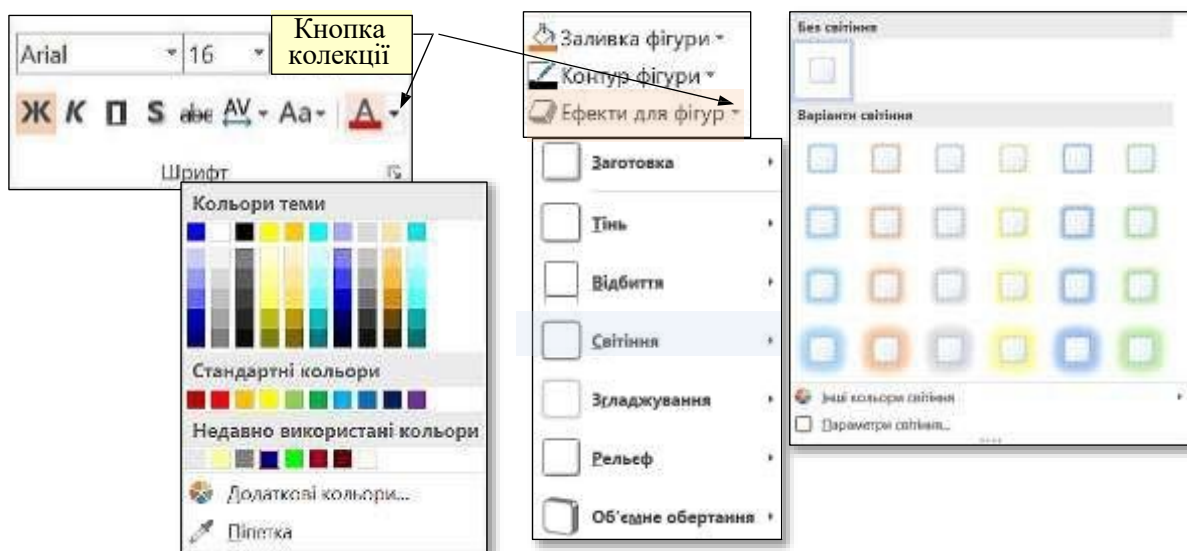 Arial
16
Кнопка
колекції
Ж К П S abc AV Aa А
Шрифт
Кольори теми
Стандартні кольори
Недавно використані кольори
Додаткові кольори...
Піпетка
Заливка фігури
Контур фігури
Ефекти для фігур
Заготовка
Тінь
Відбиття
Світіння
Згладжування
Рельєф
Об'ємне обертання
Без світіння
Варіанти світіння
Інші кольори світіння
Параметри світіння...